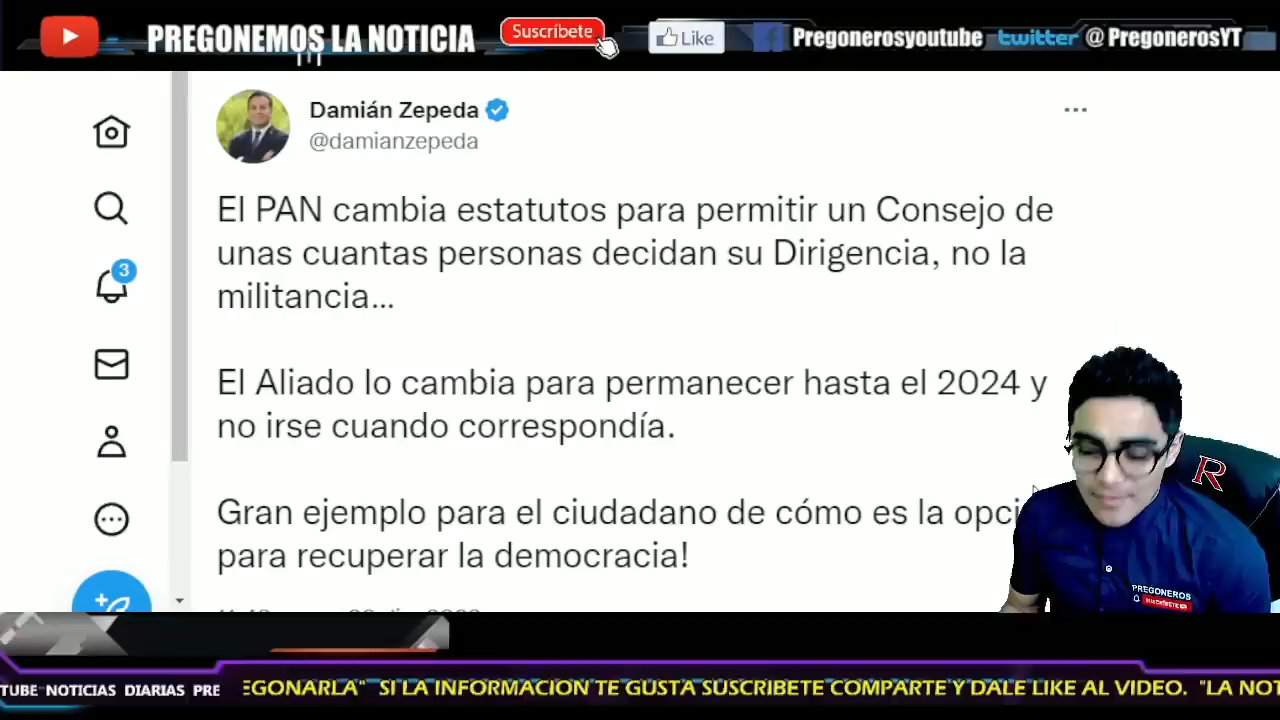 PREGONEMOS LA NOTICIA
Suscríbete
Like
Pregonerosyoutube
twitter @PregonerosYT
Damián Zepeda
@damianzepeda
3
El PAN cambia estatutos para permitir un Consejo de
unas cuantas personas decidan su Dirigencia, no la
militancia...
El Aliado lo cambia para permanecer hasta el 2024 y
no irse cuando correspondía.
Gran ejemplo para el ciudadano de cómo es la opci
para recuperar la democracia!
R
PREGONEROS
SUSCRÍBETE
TUBE NOTICIAS DIARIAS PRE
EGONARLA" SI LA INFORMACION TE GUSTA SUSCRIBETE COMPARTE Y DALE LIKE AL VIDEO. "LA NOT